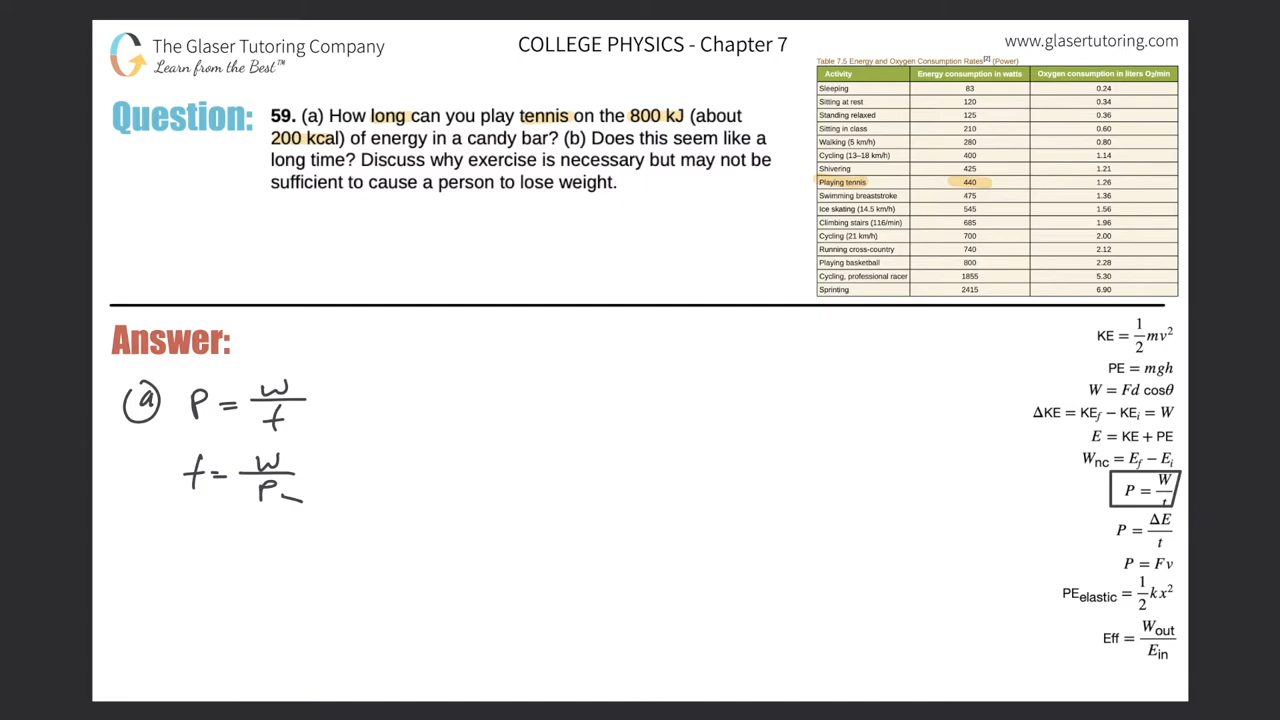 The Glaser Tutoring Company
Learn from the Best™
COLLEGE PHYSICS - Chapter 7
www.glasertutoring.com
Question:
59. (a) How long can you play tennis on the 800 kJ (about
200 kcal) of energy in a candy bar? (b) Does this seem like a
long time? Discuss why exercise is necessary but may not be
sufficient to cause a person to lose weight.
Table 7.5 Energy and Oxygen Consumption Rates[2] (Power)
Activity Energy consumption in watts Oxygen consumption in liters O2/min
Sleeping 83 0.24
Sitting at rest 120 0.34
Standing relaxed 125 0.36
Sitting in class 210 0.60
Walking (5 km/h) 280 0.80
Cycling (13–18 km/h) 400 1.14
Shivering 425 1.21
Playing tennis 440 1.26
Swimming breaststroke 475 1.36
Ice skating (14.5 km/h) 545 1.56
Climbing stairs (116/min) 685 1.96
Cycling (21 km/h) 700 2.00
Running cross-country 740 2.12
Playing basketball 800 2.28
Cycling, professional racer 1855 5.30
Sprinting 2415 6.90
Answer:
(a) P = W/t
t = W/P
KE = 1/2 mv²
PE = mgh
W = Fd cosθ
ΔKE = KEf − KEi = W
E = KE + PE
Wnc = Ef − Ei
P = W/t
P = ΔE/t
P = Fv
PEelastic = 1/2 kx²
Eff = Wout/Ein